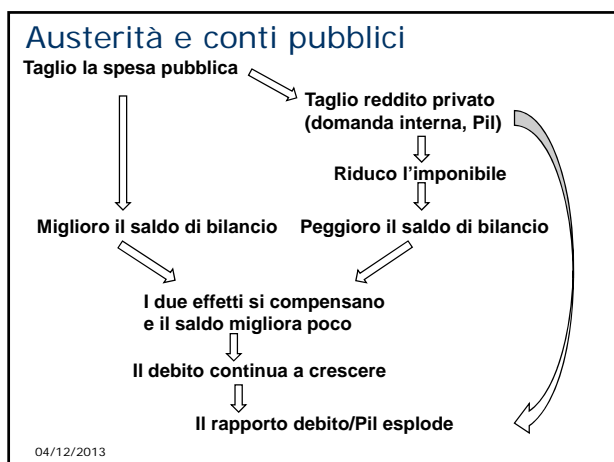 Austerità e conti pubblici
Taglio la spesa pubblica
Taglio reddito privato
(domanda interna, Pil)
Riduco l'imponibile
Miglioro il saldo di bilancio
Peggioro il saldo di bilancio
I due effetti si compensano
e il saldo migliora poco
Il debito continua a crescere
Il rapporto debito/Pil esplode
04/12/2013